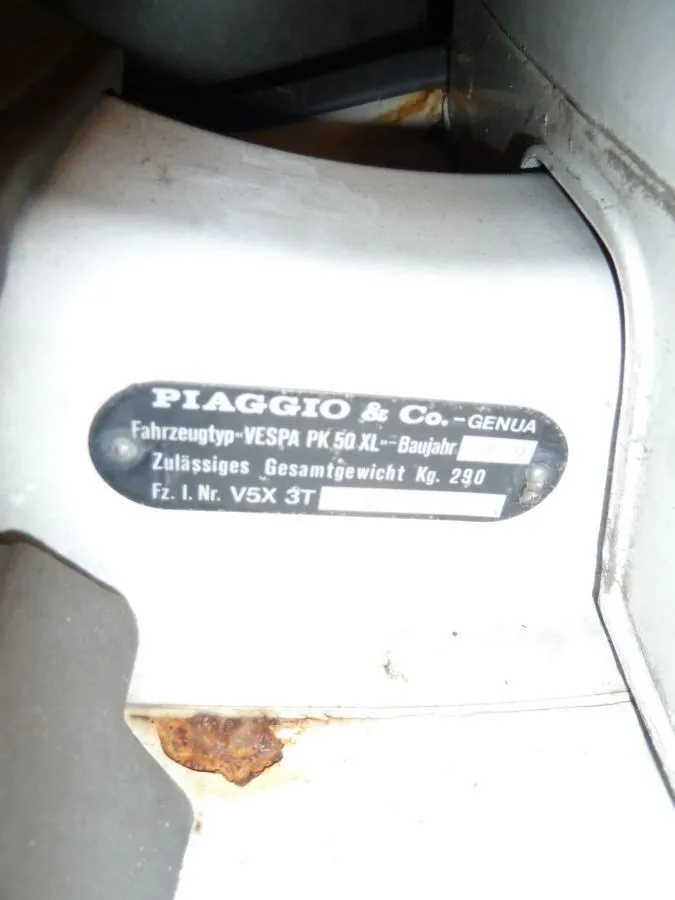 PIAGGIO & Co. - GENUA
Fahrzeugtyp "VESPA PK 50 XL" Baujahr
Zulässiges Gesamtgewicht Kg. 290
Fz. I. Nr. V5X 3T